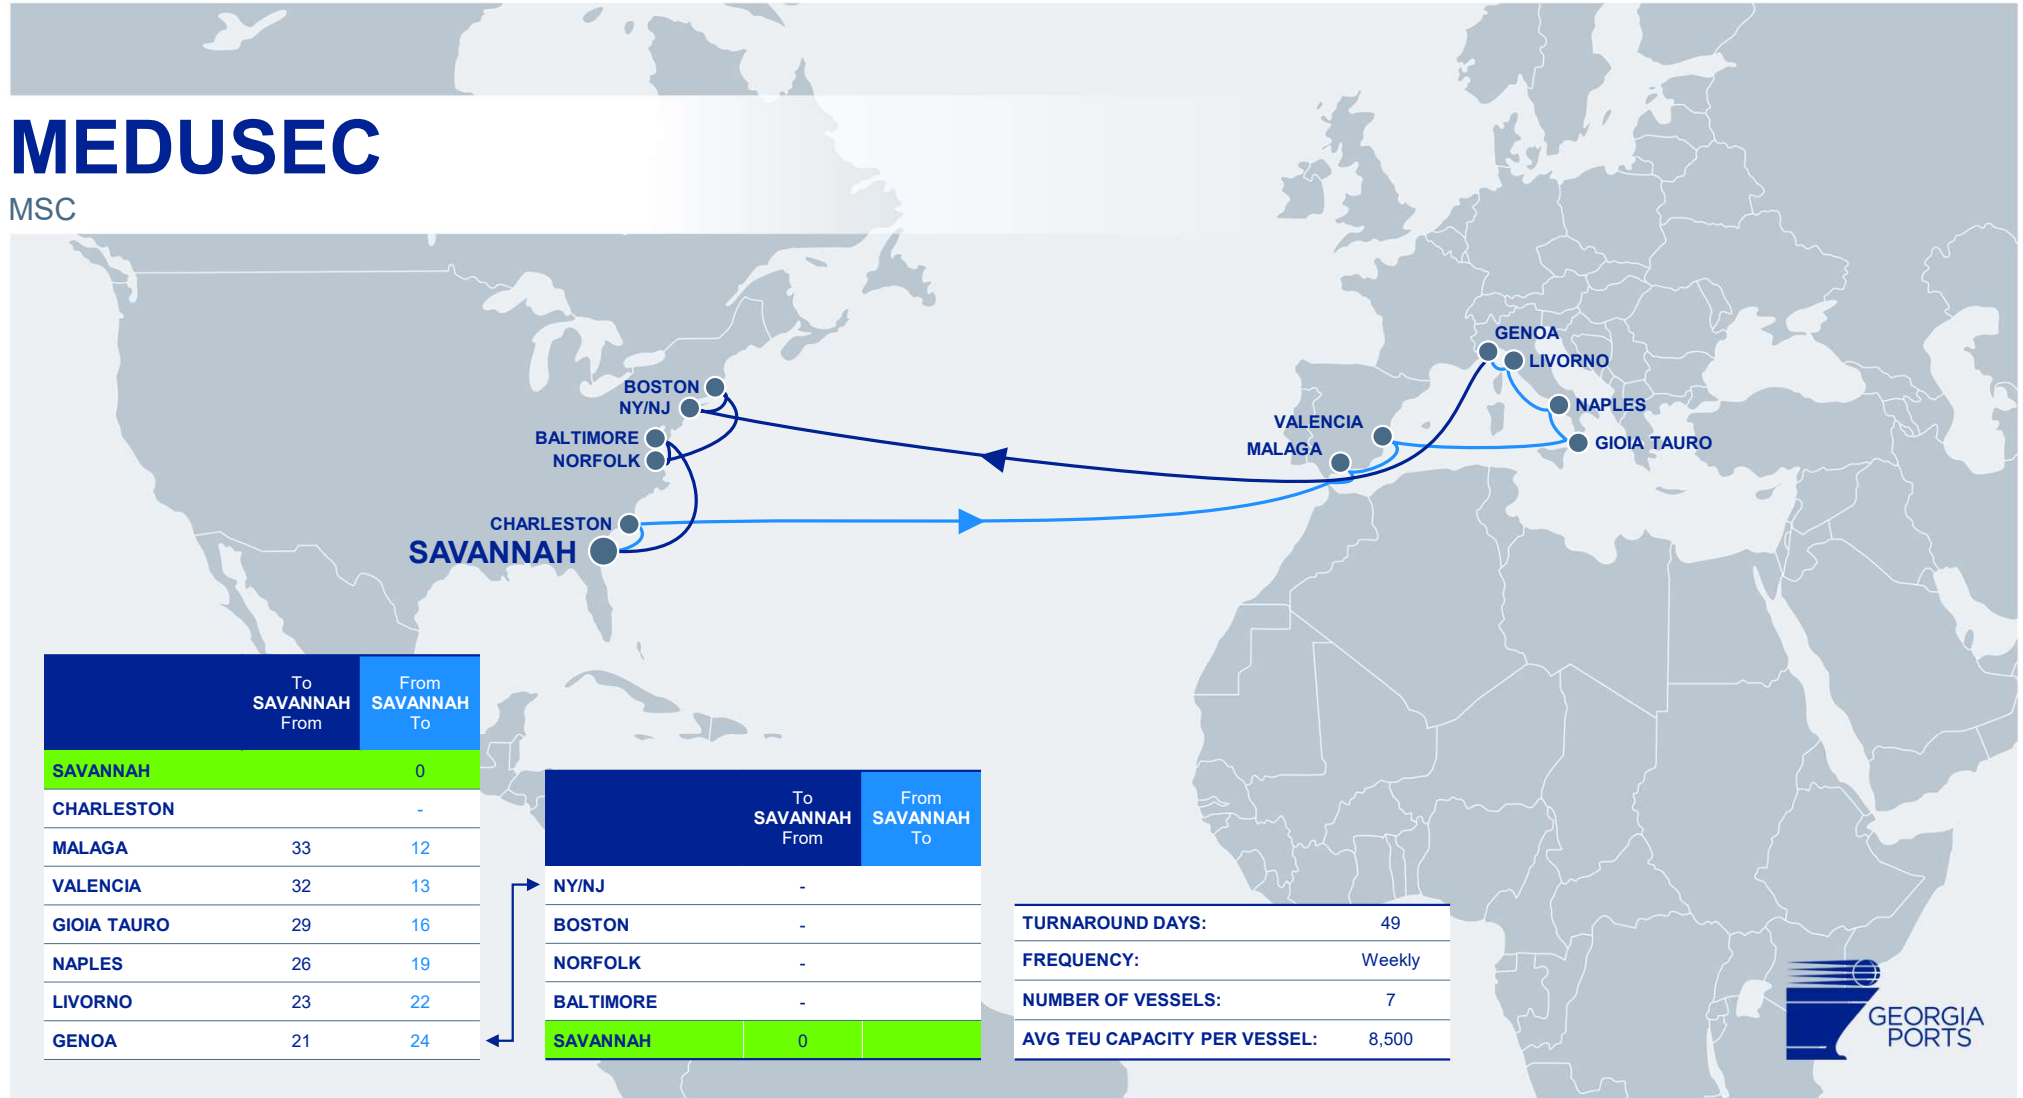 MEDUSEC
MSC
GENOA
LIVORNO
BOSTON
NY/NJ
NAPLES
VALENCIA
BALTIMORE
GIOIA TAURO
MALAGA
NORFOLK
CHARLESTON
SAVANNAH
To SAVANNAH From
From SAVANNAH To
SAVANNAH 0
CHARLESTON -
MALAGA 33 12
VALENCIA 32 13
GIOIA TAURO 29 16
NAPLES 26 19
LIVORNO 23 22
GENOA 21 24
To SAVANNAH From
From SAVANNAH To
NY/NJ -
BOSTON -
NORFOLK -
BALTIMORE -
SAVANNAH 0
TURNAROUND DAYS: 49
FREQUENCY: Weekly
NUMBER OF VESSELS: 7
AVG TEU CAPACITY PER VESSEL: 8,500
GEORGIA
PORTS